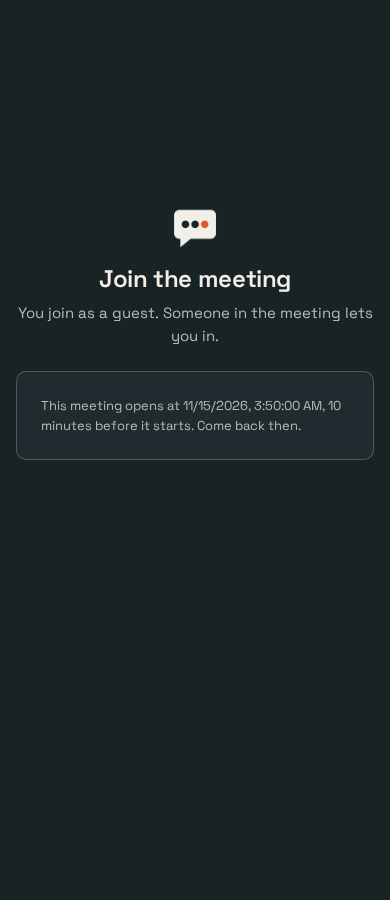 Join the meeting
You join as a guest. Someone in the meeting lets
you in.
This meeting opens at 11/15/2026, 3:50:00 AM, 10
minutes before it starts. Come back then.